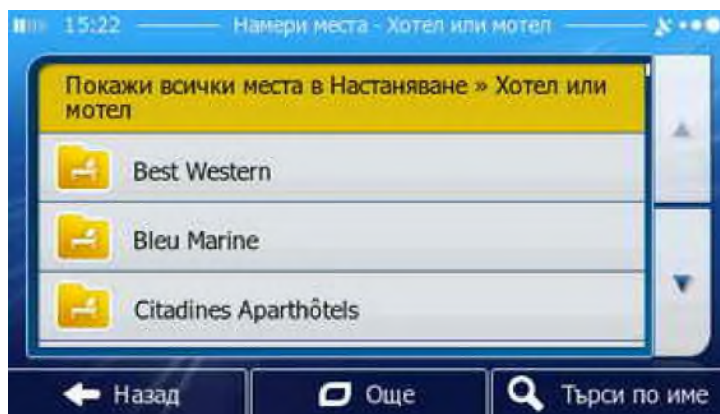 15:22 Намери места - Хотел или мотел
Покажи всички места в Настаняване » Хотел или
мотел
Best Western
Bleu Marine
Citadines Aparthôtels
Назад Още Търси по име